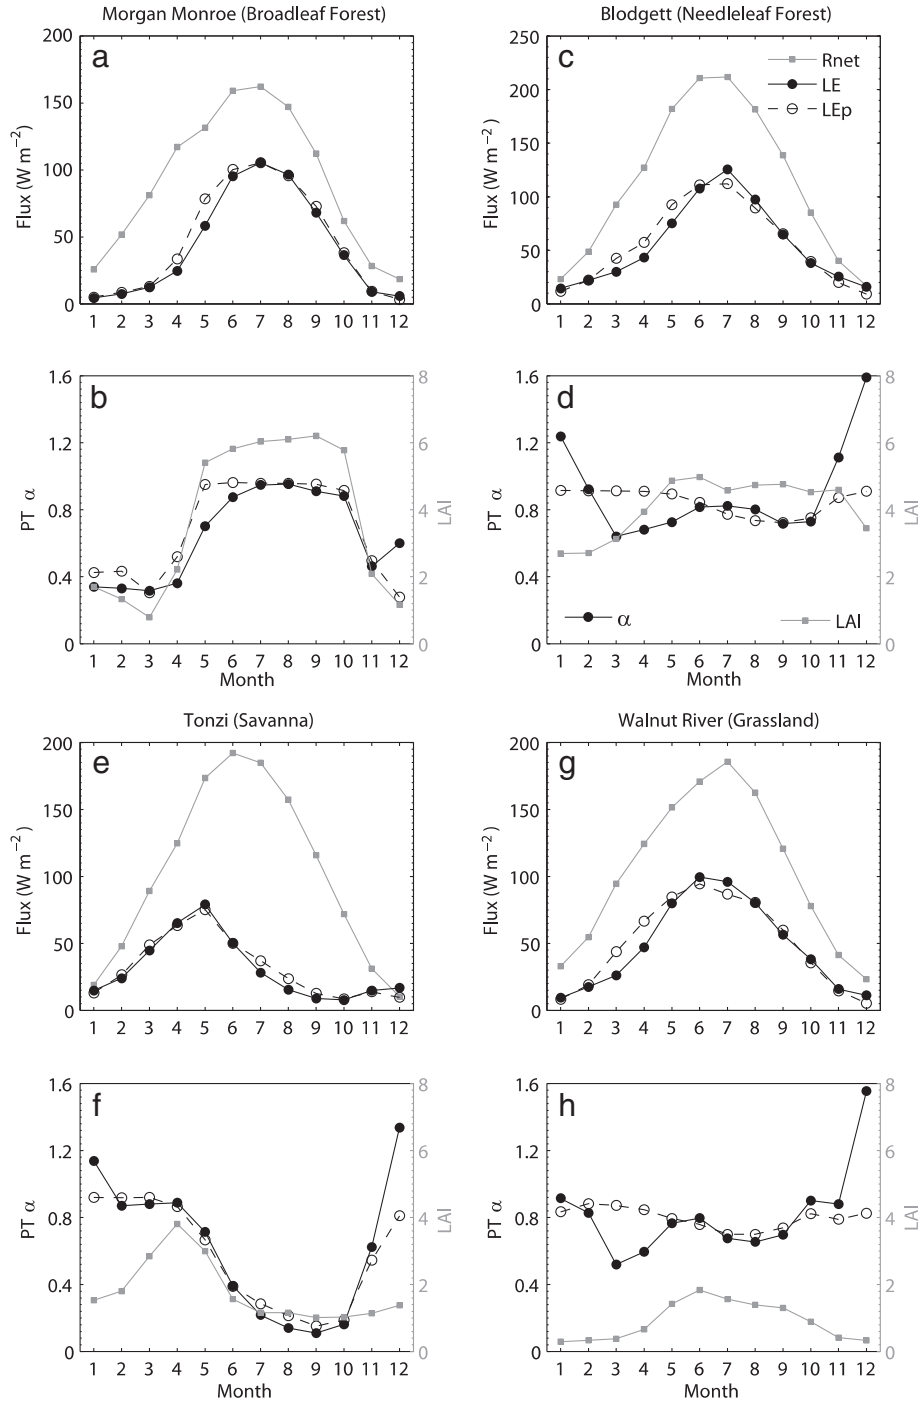 Morgan Monroe (Broadleaf Forest)
Blodgett (Needleleaf Forest)
a
200
150
100
50
0
Flux (W m−2)
1 2 3 4 5 6 7 8 9 10 11 12
c
250
200
150
100
50
0
Flux (W m−2)
Rnet
LE
LEp
1 2 3 4 5 6 7 8 9 10 11 12
b
1.6
1.2
0.8
0.4
0
PT α
8
6
4
2
0
LAI
1 2 3 4 5 6 7 8 9 10 11 12
Month
d
1.6
1.2
0.8
0.4
0
PT α
α
LAI
8
6
4
2
0
LAI
1 2 3 4 5 6 7 8 9 10 11 12
Month
Tonzi (Savanna)
Walnut River (Grassland)
e
200
150
100
50
0
Flux (W m−2)
1 2 3 4 5 6 7 8 9 10 11 12
g
200
150
100
50
0
Flux (W m−2)
1 2 3 4 5 6 7 8 9 10 11 12
f
1.6
1.2
0.8
0.4
0
PT α
8
6
4
2
0
LAI
1 2 3 4 5 6 7 8 9 10 11 12
Month
h
1.6
1.2
0.8
0.4
0
PT α
8
6
4
2
0
LAI
1 2 3 4 5 6 7 8 9 10 11 12
Month